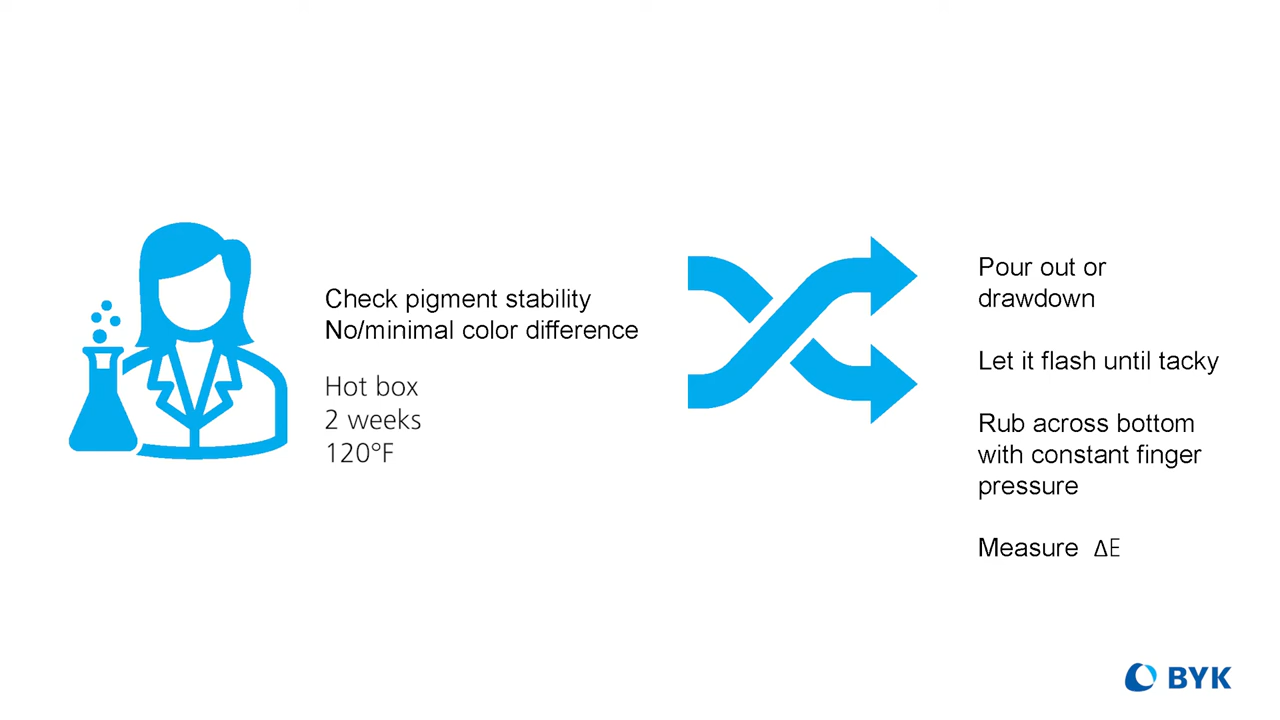 Check pigment stability
No/minimal color difference
Hot box
2 weeks
120°F
Pour out or
drawdown
Let it flash until tacky
Rub across bottom
with constant finger
pressure
Measure ΔE
BYK